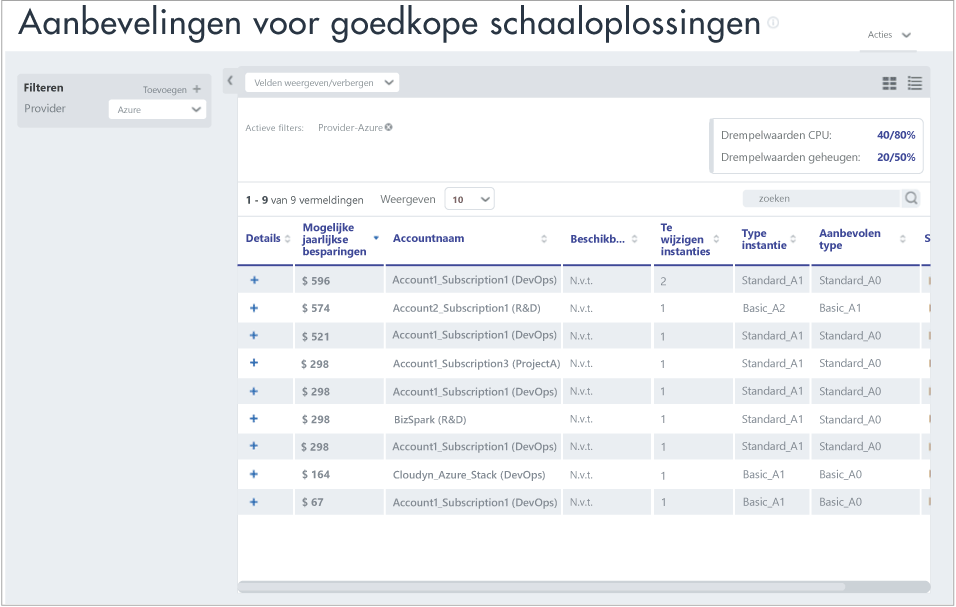 Aanbevelingen voor goedkope schaaloplossingen
Acties
Filteren Toevoegen +
Provider Azure
Velden weergeven/verbergen
Actieve filters: Provider-Azure
Drempelwaarden CPU: 40/80%
Drempelwaarden geheugen: 20/50%
1 - 9 van 9 vermeldingen Weergeven 10 zoeken
Details Mogelijke jaarlijkse besparingen Accountnaam Beschikb... Te wijzigen instanties Type instantie Aanbevolen type S
+ $ 596 Account1_Subscription1 (DevOps) N.v.t. 2 Standard_A1 Standard_A0
+ $ 574 Account2_Subscription1 (R&D) N.v.t. 1 Basic_A2 Basic_A1
+ $ 521 Account1_Subscription1 (DevOps) N.v.t. 1 Standard_A1 Standard_A0
+ $ 298 Account1_Subscription3 (ProjectA) N.v.t. 1 Standard_A1 Standard_A0
+ $ 298 Account1_Subscription1 (DevOps) N.v.t. 1 Standard_A1 Standard_A0
+ $ 298 BizSpark (R&D) N.v.t. 1 Standard_A1 Standard_A0
+ $ 298 Account1_Subscription1 (DevOps) N.v.t. 1 Standard_A1 Standard_A0
+ $ 164 Cloudyn_Azure_Stack (DevOps) N.v.t. 1 Basic_A1 Basic_A0
+ $ 67 Account1_Subscription1 (DevOps) N.v.t. 1 Basic_A1 Basic_A0